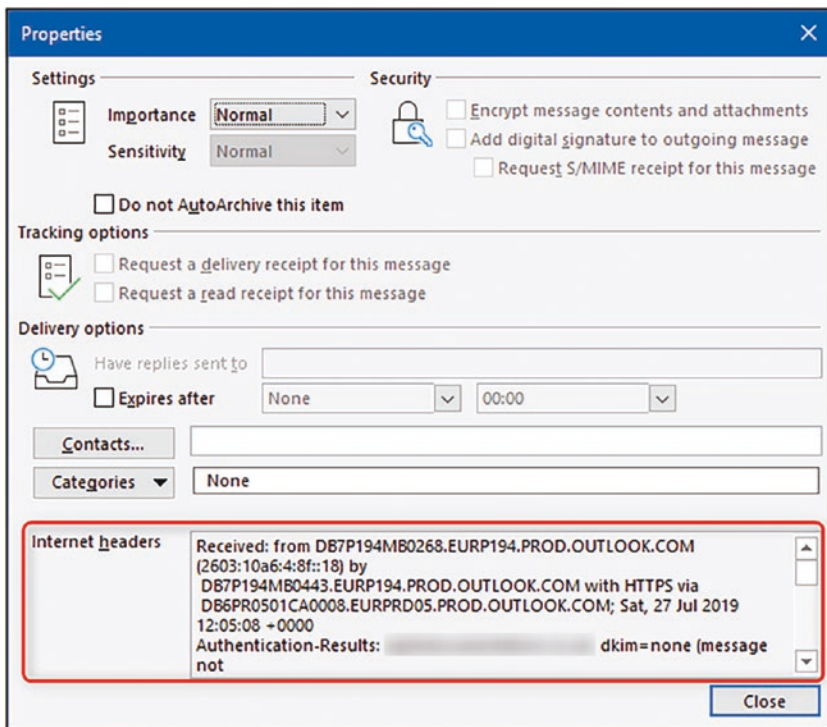 Properties
Settings
Security
Importance Normal
Sensitivity Normal
Encrypt message contents and attachments
Add digital signature to outgoing message
Request S/MIME receipt for this message
Do not AutoArchive this item
Tracking options
Request a delivery receipt for this message
Request a read receipt for this message
Delivery options
Have replies sent to
Expires after None 00:00
Contacts...
Categories None
Internet headers
Received: from DB7P194MB0268.EURP194.PROD.OUTLOOK.COM
(2603:10a6:4:8f::18) by
DB7P194MB0443.EURP194.PROD.OUTLOOK.COM with HTTPS via
DB6PR0501CA0008.EURPRD05.PROD.OUTLOOK.COM; Sat, 27 Jul 2019
12:05:08 +0000
Authentication-Results: dkim=none (message
not
Close